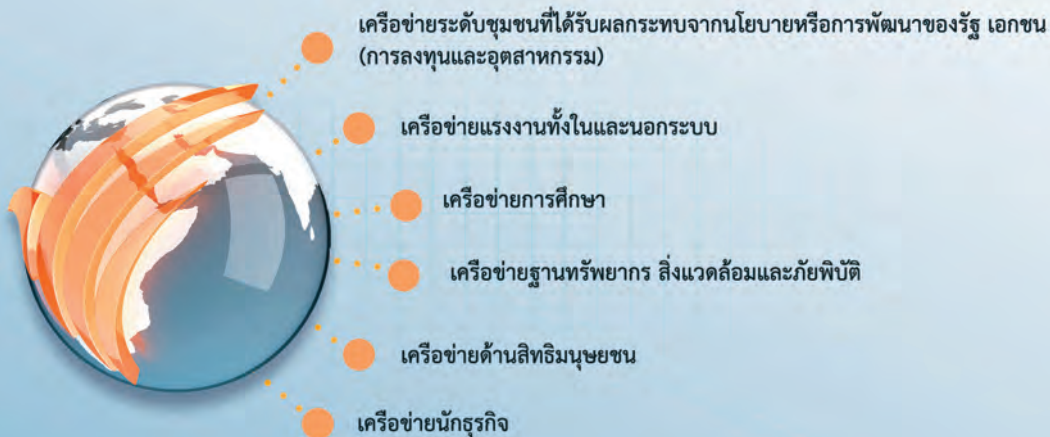 เครือข่ายระดับชุมชนที่ได้รับผลกระทบจากนโยบายหรือการพัฒนาของรัฐ เอกชน
(การลงทุนและอุตสาหกรรม)
เครือข่ายแรงงานทั้งในและนอกระบบ
เครือข่ายการศึกษา
เครือข่ายฐานทรัพยากร สิ่งแวดล้อมและภัยพิบัติ
เครือข่ายด้านสิทธิมนุษยชน
เครือข่ายนักธุรกิจ